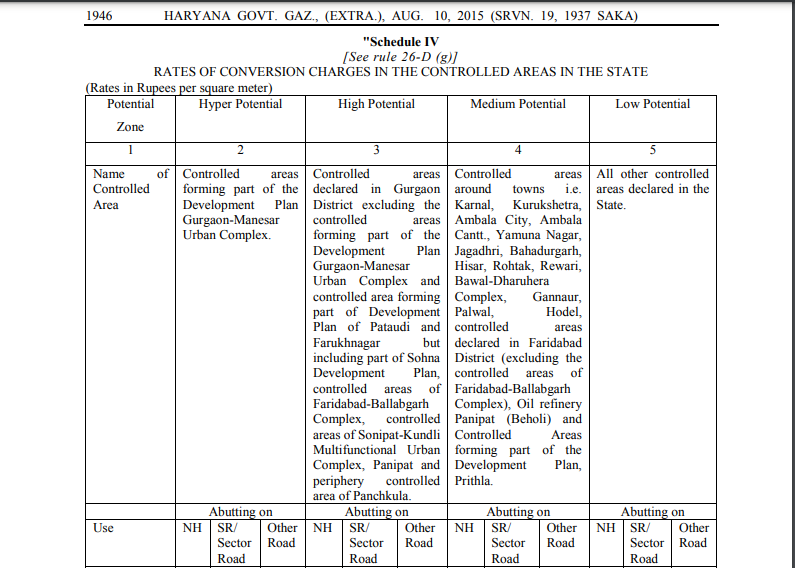 1946 HARYANA GOVT. GAZ., (EXTRA.), AUG. 10, 2015 (SRVN. 19, 1937 SAKA)
"Schedule IV
[See rule 26-D (g)]
RATES OF CONVERSION CHARGES IN THE CONTROLLED AREAS IN THE STATE
(Rates in Rupees per square meter)
Potential
Zone
Hyper Potential
High Potential
Medium Potential
Low Potential
1
2
3
4
5
Name of
Controlled
Area
Controlled areas
forming part of the
Development Plan
Gurgaon-Manesar
Urban Complex.
Controlled areas
declared in Gurgaon
District excluding the
controlled areas
forming part of the
Development Plan
Gurgaon-Manesar
Urban Complex and
controlled area forming
part of Development
Plan of Pataudi and
Farukhnagar but
including part of Sohna
Development Plan,
controlled areas of
Faridabad-Ballabgarh
Complex, controlled
areas of Sonipat-Kundli
Multifunctional Urban
Complex, Panipat and
periphery controlled
area of Panchkula.
Controlled areas
around towns i.e.
Karnal, Kurukshetra,
Ambala City, Ambala
Cantt., Yamuna Nagar,
Jagadhri, Bahadurgarh,
Hisar, Rohtak, Rewari,
Bawal-Dharuhera
Complex, Gannaur,
Palwal, Hodel,
controlled areas
declared in Faridabad
District (excluding the
controlled areas of
Faridabad-Ballabgarh
Complex), Oil refinery
Panipat (Beholi) and
Controlled Areas
forming part of the
Development Plan,
Prithla.
All other controlled
areas declared in the
State.
Abutting on
Abutting on
Abutting on
Abutting on
Use
NH
SR/
Sector
Road
Other
Road
NH
SR/
Sector
Road
Other
Road
NH
SR/
Sector
Road
Other
Road
NH
SR/
Sector
Road
Other
Road